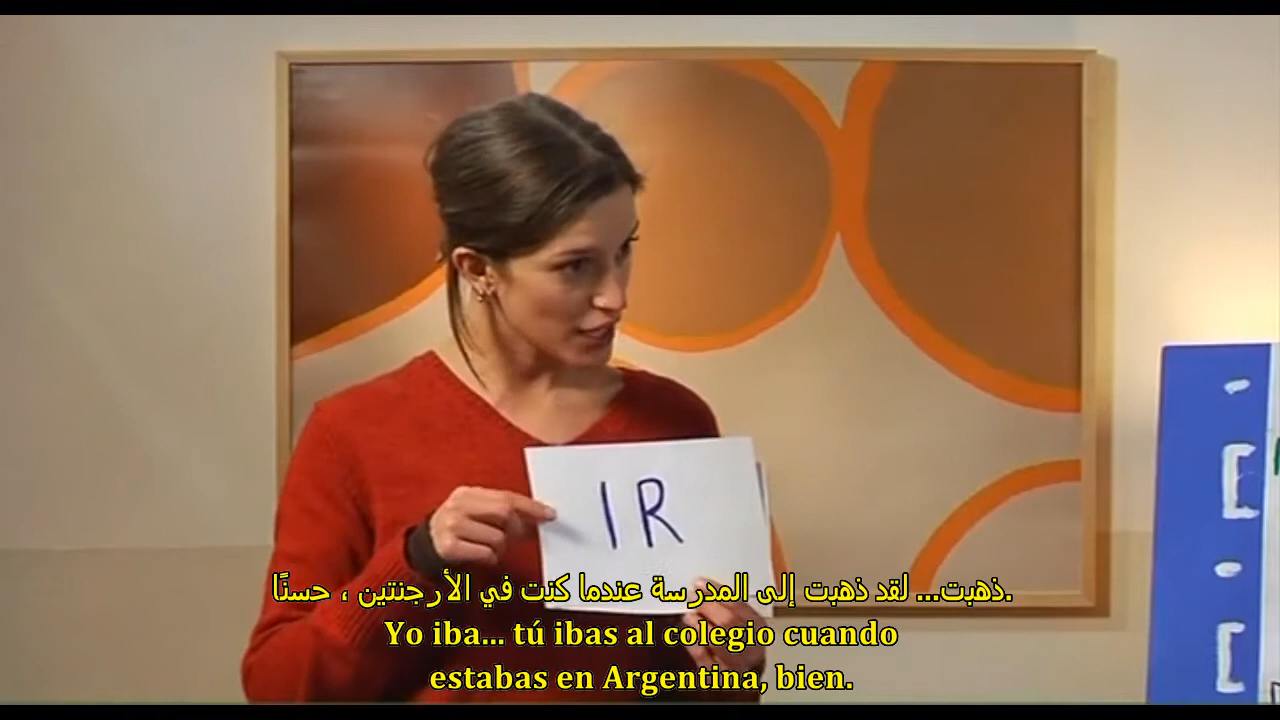 IR
ذهبت... لقد ذهبت إلى المدرسة عندما كنت في الأرجنتين ، حسنًا.
Yo iba... tú ibas al colegio cuando
estabas en Argentina, bien.